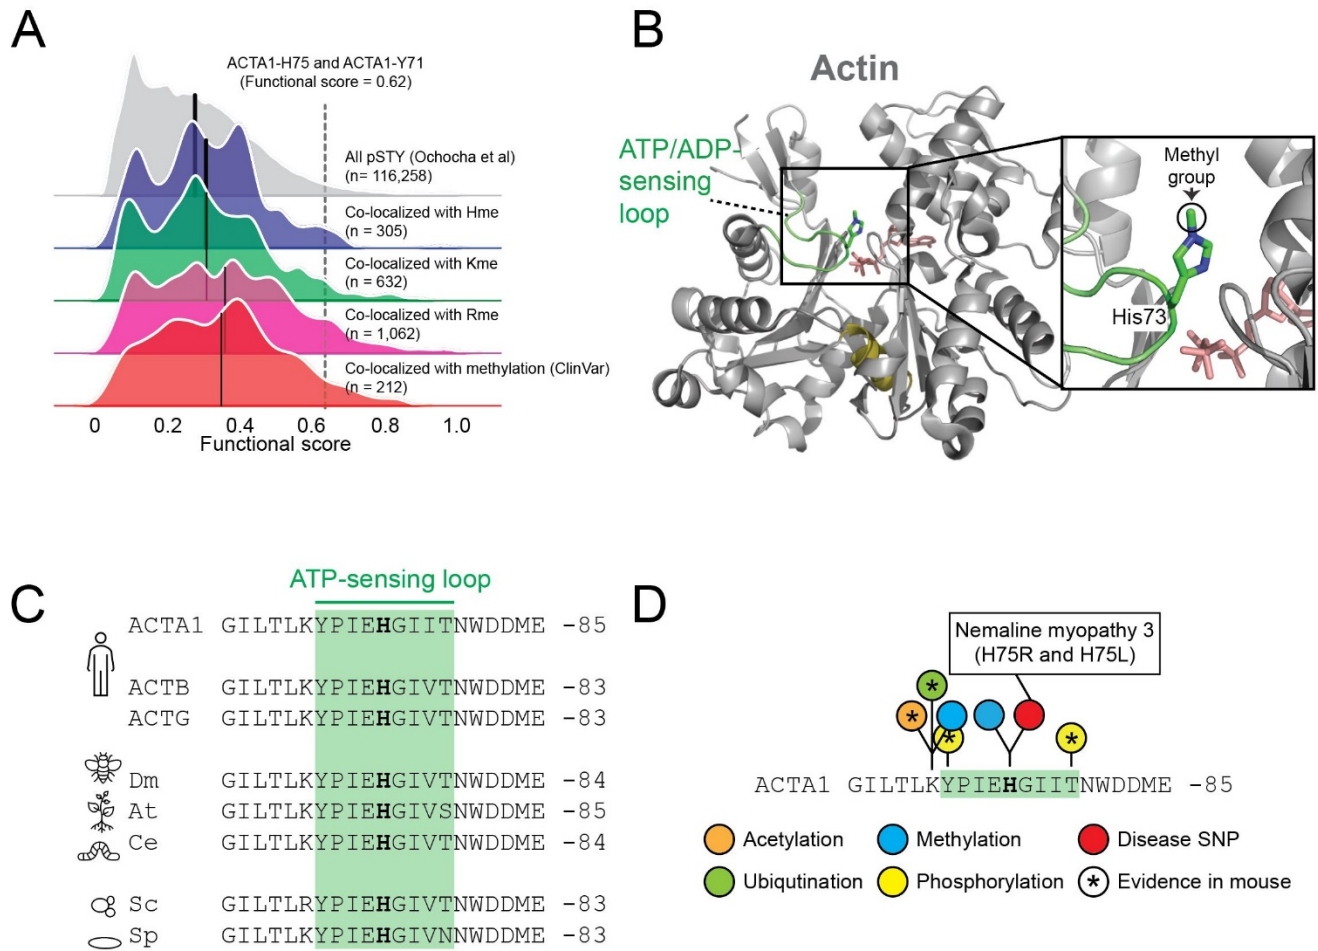 A
ACTA1-H75 and ACTA1-Y71
(Functional score = 0.62)
All pSTY (Ochocha et al)
(n= 116,258)
Co-localized with Hme
(n = 305)
Co-localized with Kme
(n = 632)
Co-localized with Rme
(n = 1,062)
Co-localized with methylation (ClinVar)
(n = 212)
0 0.2 0.4 0.6 0.8 1.0
Functional score
B
Actin
ATP/ADP-
sensing
loop
Methyl
group
His73
C
ATP-sensing loop
ACTA1 GILTLKYPIEHGIITNWDDME -85
ACTB GILTLKYPIEHGIVTNWDDME -83
ACTG GILTLKYPIEHGIVTNWDDME -83
Dm GILTLKYPIEHGIVTNWDDME -84
At GILTLKYPIEHGIVSNWDDME -85
Ce GILTLKYPIEHGIVTNWDDME -84
Sc GILTLRYPIEHGIVTNWDDME -83
Sp GILTLKYPIEHGIVNNWDDME -83
D
Nemaline myopathy 3
(H75R and H75L)
* * * *
ACTA1 GILTLKYPIEHGIITNWDDME -85
Acetylation Methylation Disease SNP
Ubiqutination Phosphorylation * Evidence in mouse